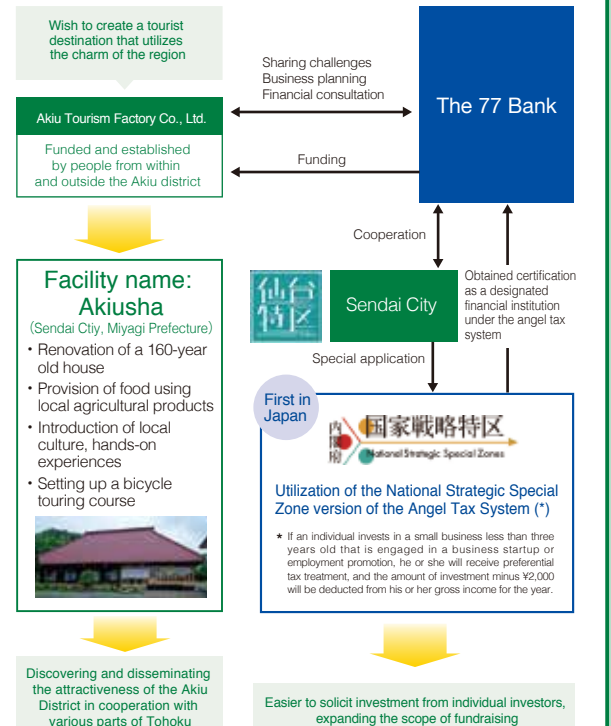 Wish to create a tourist
destination that utilizes
the charm of the region
Akiu Tourism Factory Co., Ltd.
Funded and established
by people from within
and outside the Akiu district
Sharing challenges
Business planning
Financial consultation
Funding
The 77 Bank
Cooperation
仙台
特区
Sendai City
Obtained certification
as a designated
financial institution
under the angel tax
system
Special application
Facility name:
Akiusha
(Sendai Ctiy, Miyagi Prefecture)
• Renovation of a 160-year
old house
• Provision of food using
local agricultural products
• Introduction of local
culture, hands-on
experiences
• Setting up a bicycle
touring course
First in
Japan
内閣府
国家戦略特区
National Strategic Special Zones
Utilization of the National Strategic Special
Zone version of the Angel Tax System (*)
* If an individual invests in a small business less than three
years old that is engaged in a business startup or
employment promotion, he or she will receive preferential
tax treatment, and the amount of investment minus ¥2,000
will be deducted from his or her gross income for the year.
Discovering and disseminating
the attractiveness of the Akiu
District in cooperation with
various parts of Tohoku
Easier to solicit investment from individual investors,
expanding the scope of fundraising